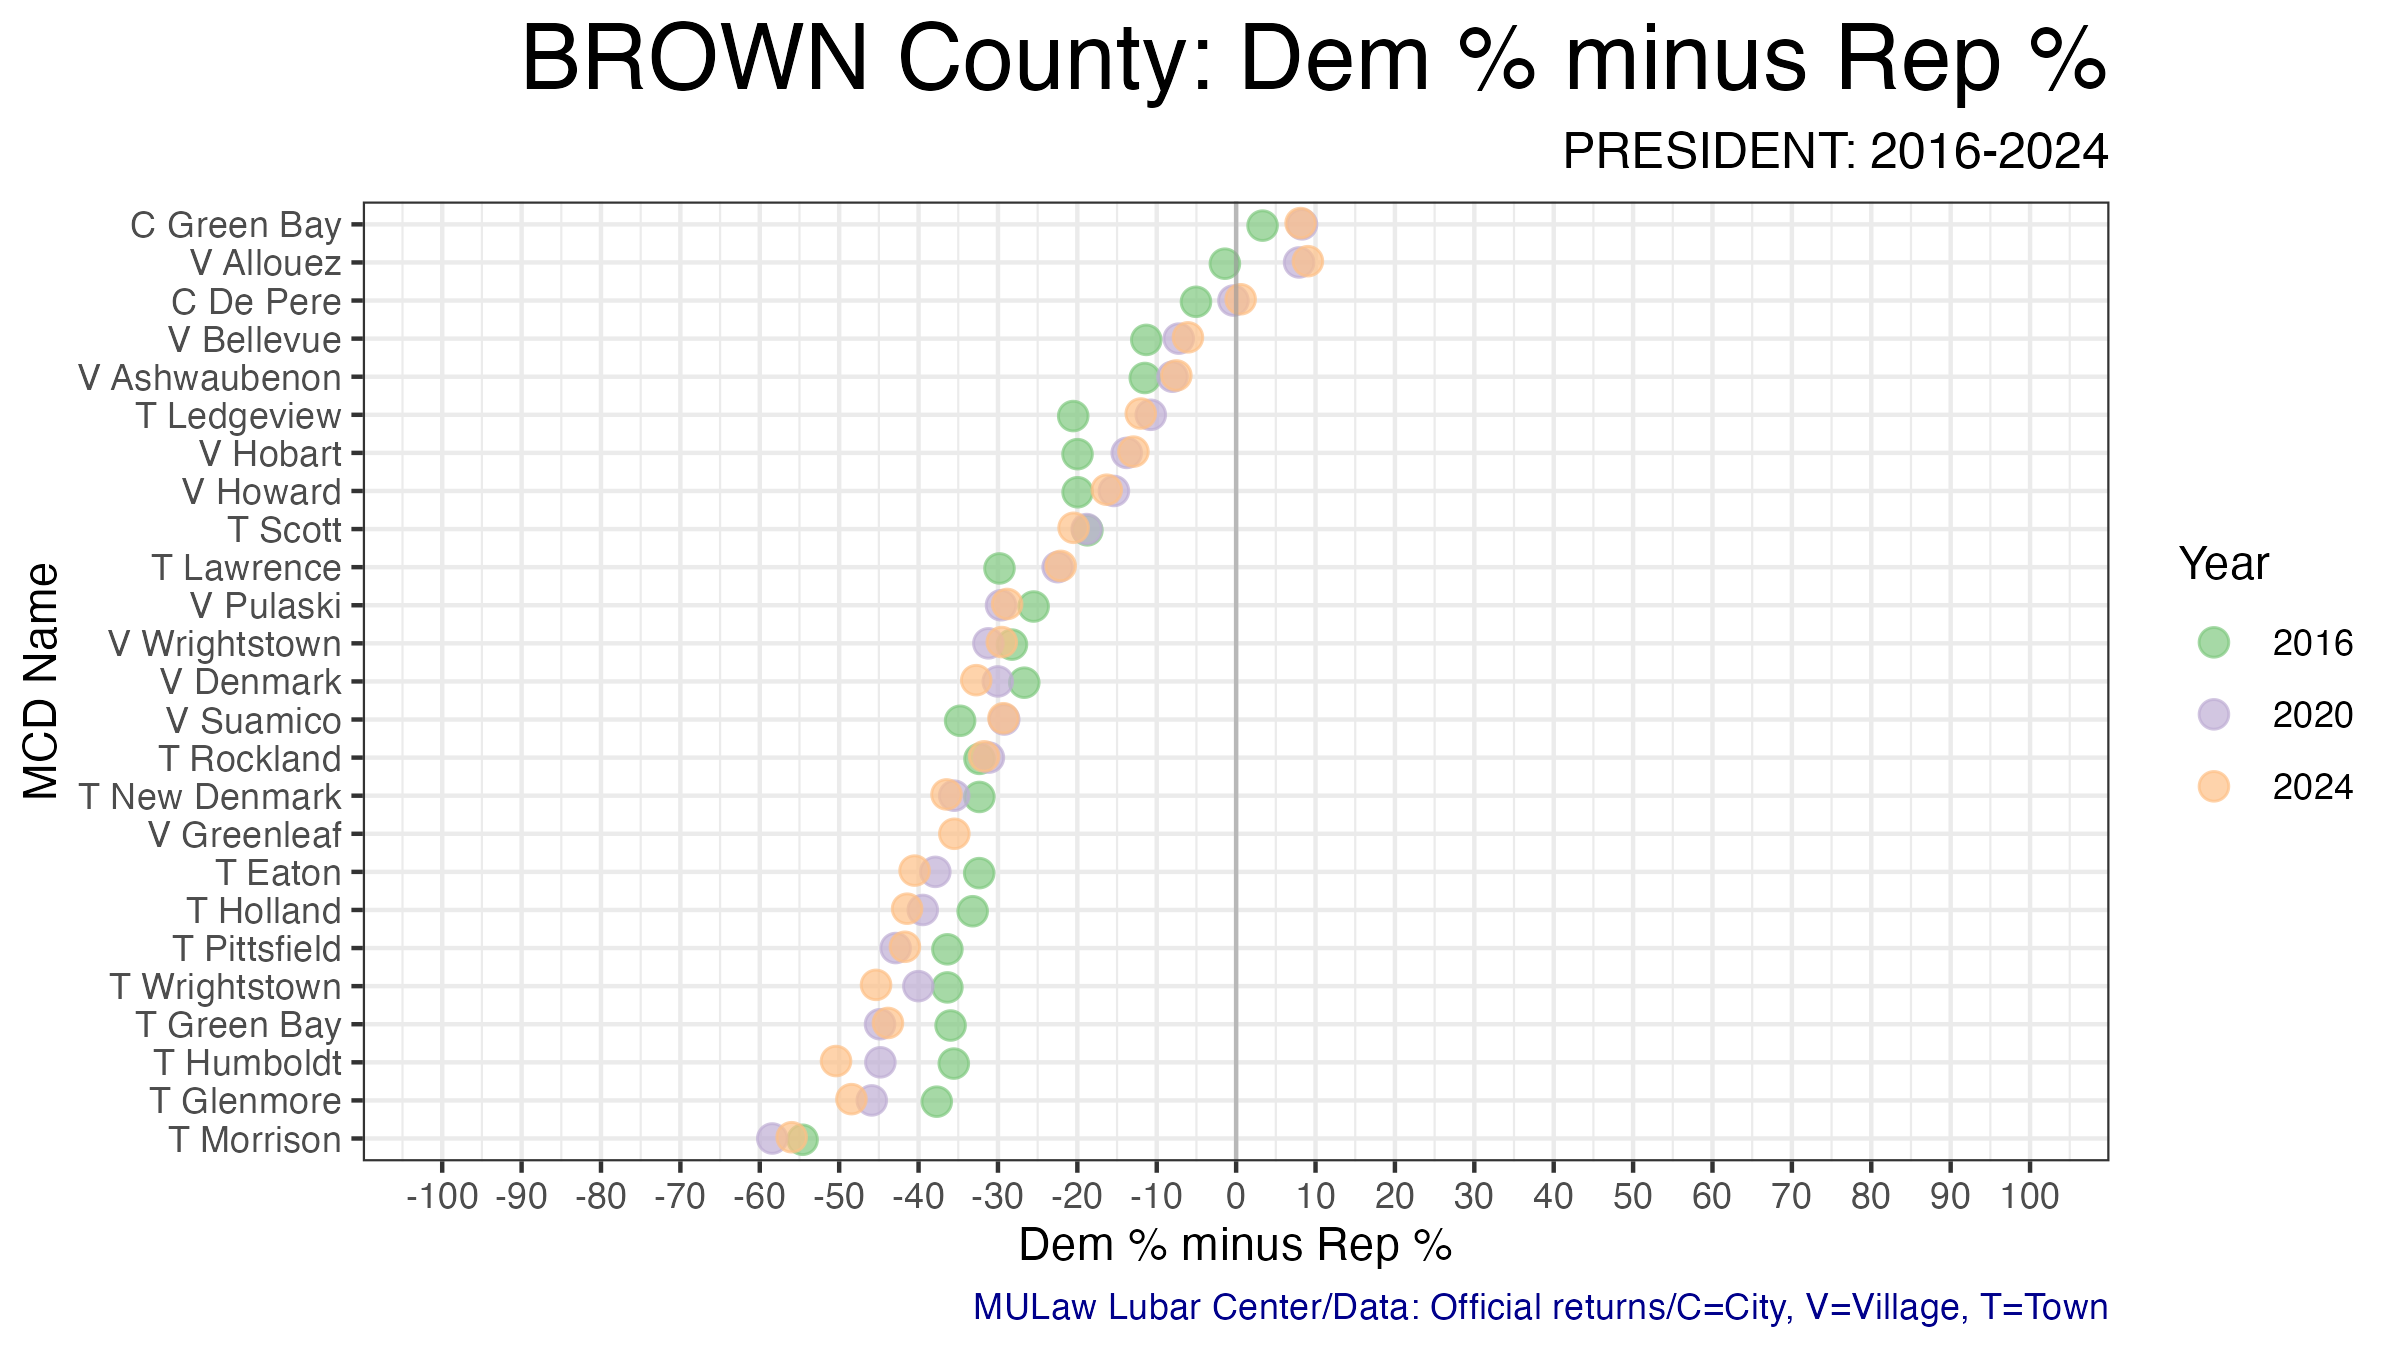 BROWN County: Dem % minus Rep %
PRESIDENT: 2016-2024
MCD Name
C Green Bay
V Allouez
C De Pere
V Bellevue
V Ashwaubenon
T Ledgeview
V Hobart
V Howard
T Scott
T Lawrence
V Pulaski
V Wrightstown
V Denmark
V Suamico
T Rockland
T New Denmark
V Greenleaf
T Eaton
T Holland
T Pittsfield
T Wrightstown
T Green Bay
T Humboldt
T Glenmore
T Morrison
-100 -90 -80 -70 -60 -50 -40 -30 -20 -10 0 10 20 30 40 50 60 70 80 90 100
Dem % minus Rep %
Year
2016
2020
2024
MULaw Lubar Center/Data: Official returns/C=City, V=Village, T=Town